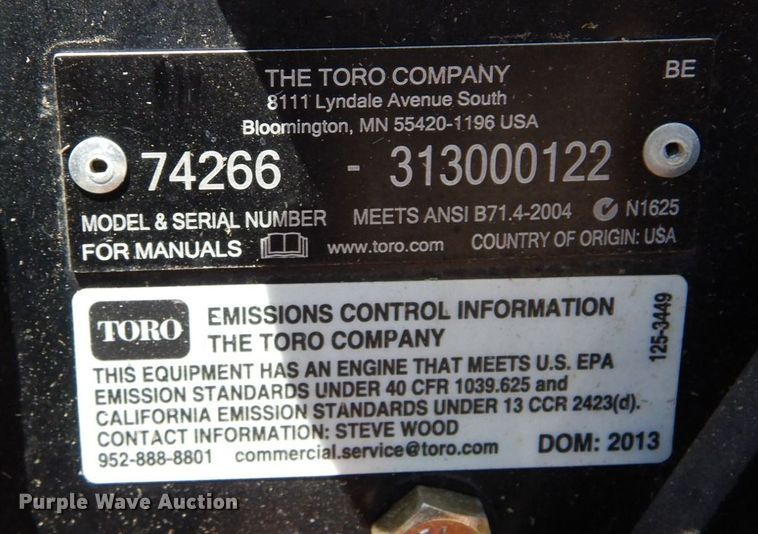 THE TORO COMPANY BE
8111 Lyndale Avenue South
Bloomington, MN 55420-1196 USA
74266 - 313000122
MODEL & SERIAL NUMBER MEETS ANSI B71.4-2004 N1625
FOR MANUALS www.toro.com COUNTRY OF ORIGIN: USA
TORO EMISSIONS CONTROL INFORMATION
THE TORO COMPANY
125-3449
THIS EQUIPMENT HAS AN ENGINE THAT MEETS U.S. EPA
EMISSION STANDARDS UNDER 40 CFR 1039.625 and
CALIFORNIA EMISSION STANDARDS UNDER 13 CCR 2423(d).
CONTACT INFORMATION: STEVE WOOD
952-888-8801 commercial.service@toro.com DOM: 2013
Purple Wave Auction